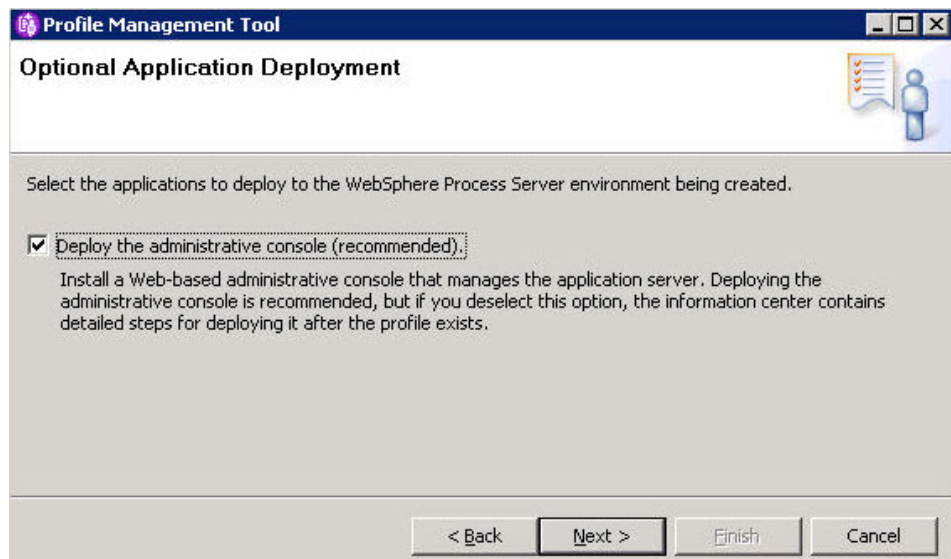 Profile Management Tool
Optional Application Deployment
Select the applications to deploy to the WebSphere Process Server environment being created.
Deploy the administrative console (recommended).
Install a Web-based administrative console that manages the application server. Deploying the
administrative console is recommended, but if you deselect this option, the information center contains
detailed steps for deploying it after the profile exists.
< Back
Next >
Finish
Cancel